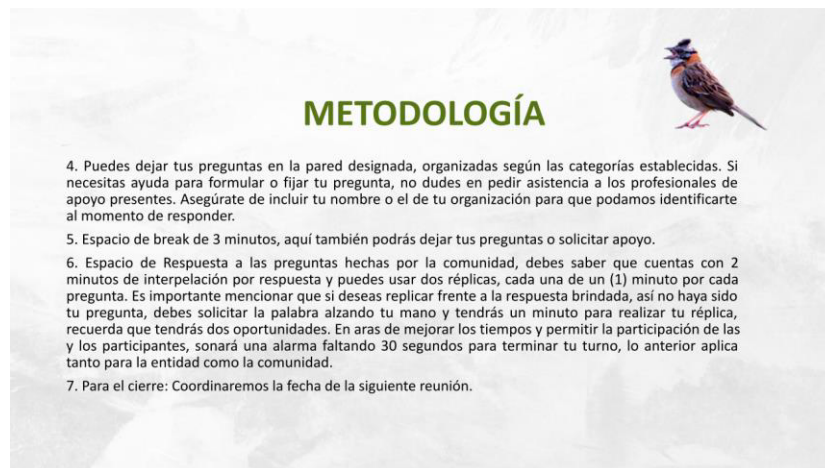 METODOLOGÍA
4. Puedes dejar tus preguntas en la pared designada, organizadas según las categorías establecidas. Si
necesitas ayuda para formular o fijar tu pregunta, no dudes en pedir asistencia a los profesionales de
apoyo presentes. Asegúrate de incluir tu nombre o el de tu organización para que podamos identificarte
al momento de responder.
5. Espacio de break de 3 minutos, aquí también podrás dejar tus preguntas o solicitar apoyo.
6. Espacio de Respuesta a las preguntas hechas por la comunidad, debes saber que cuentas con 2
minutos de interpelación por respuesta y puedes usar dos réplicas, cada una de un (1) minuto por cada
pregunta. Es importante mencionar que si deseas replicar frente a la respuesta brindada, así no haya sido
tu pregunta, debes solicitar la palabra alzando tu mano y tendrás un minuto para realizar tu réplica,
recuerda que tendrás dos oportunidades. En aras de mejorar los tiempos y permitir la participación de las
y los participantes, sonará una alarma faltando 30 segundos para terminar tu turno, lo anterior aplica
tanto para la entidad como la comunidad.
7. Para el cierre: Coordinaremos la fecha de la siguiente reunión.